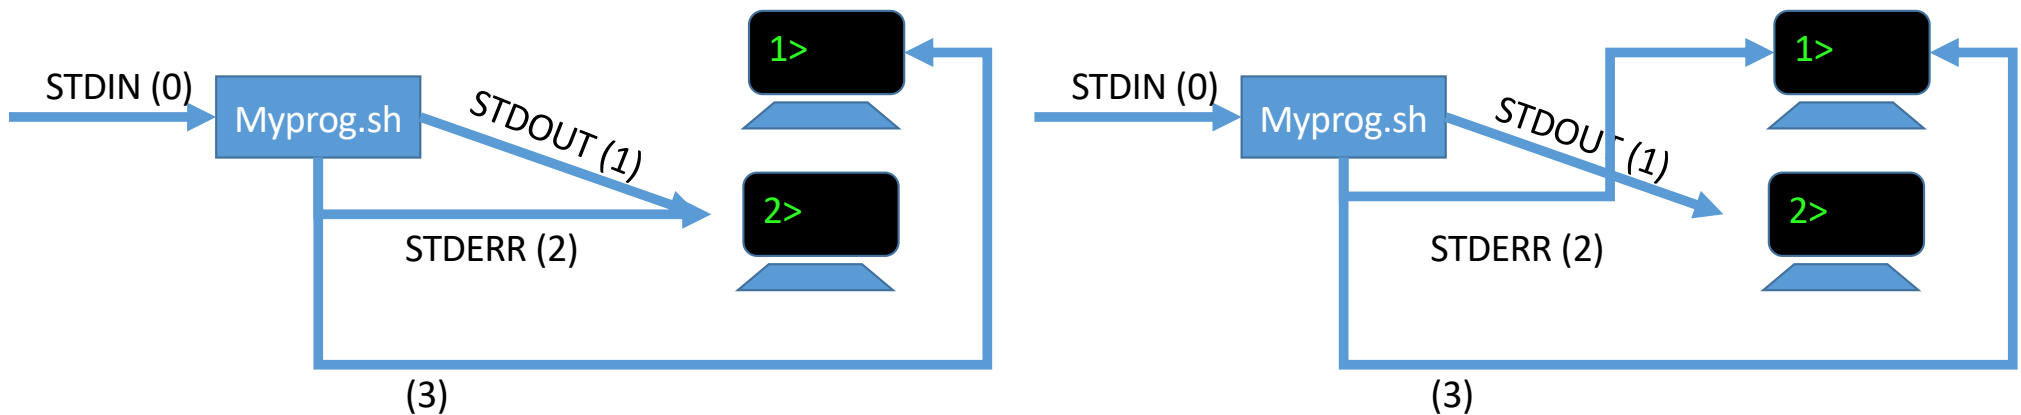 STDIN (0)
Myprog.sh
STDOUT (1)
STDERR (2)
(3)
1>
2>
STDIN (0)
Myprog.sh
STDOUT (1)
STDERR (2)
(3)
1>
2>